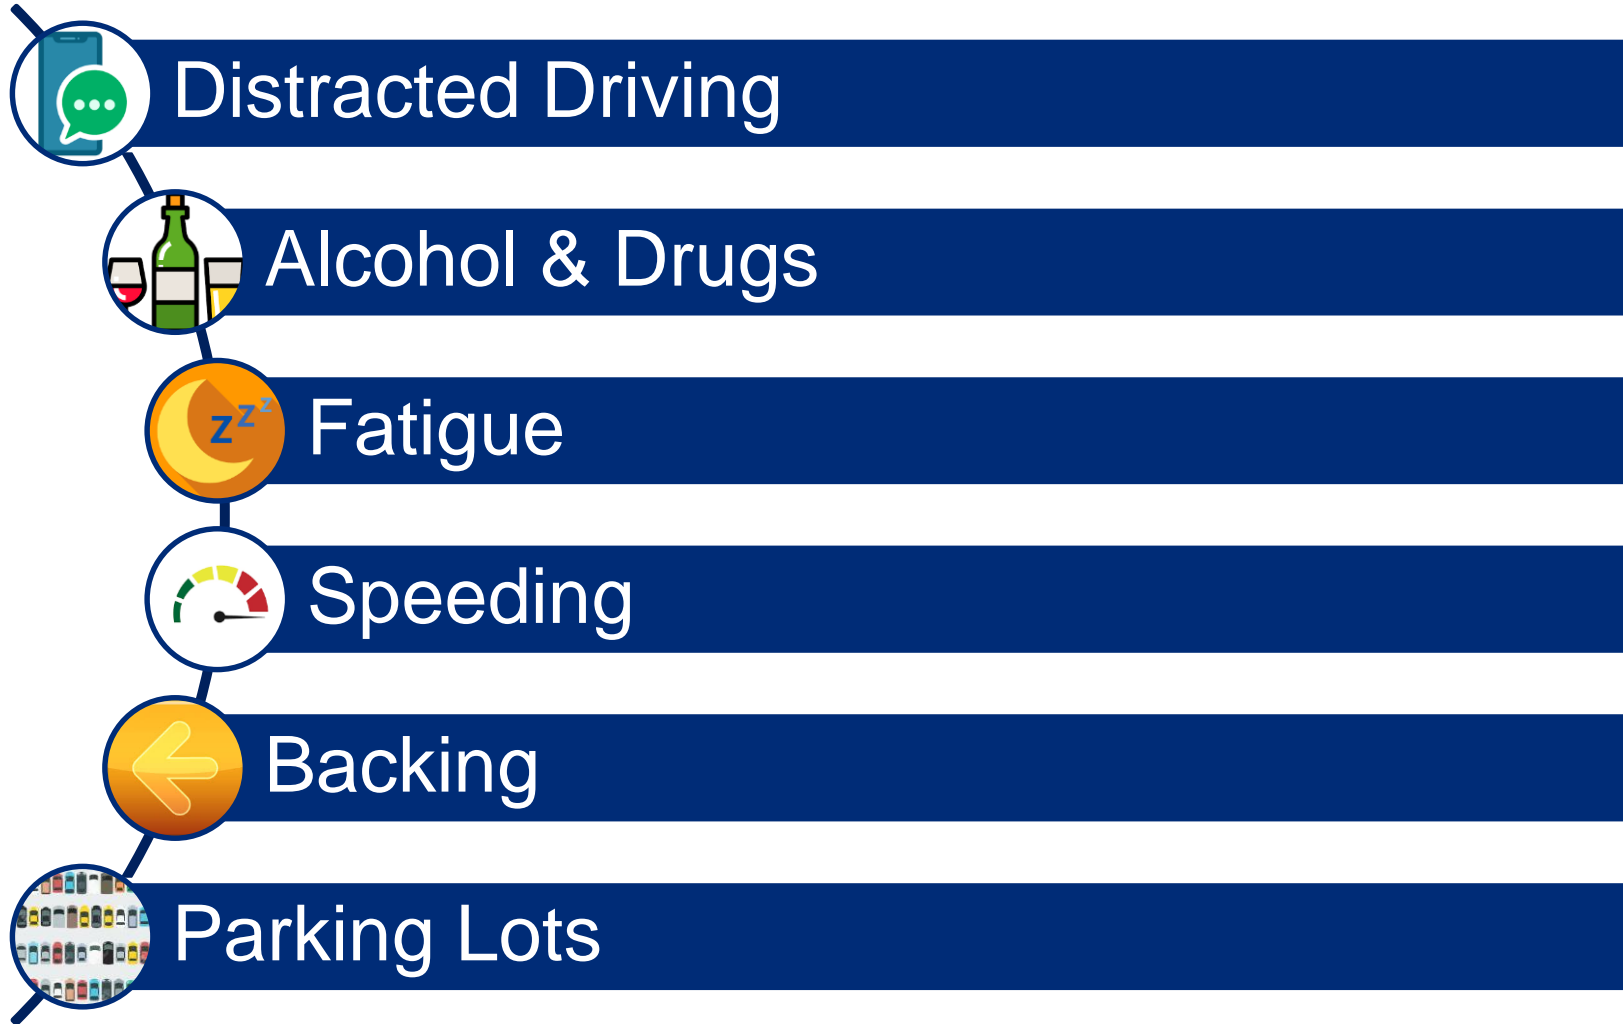 Distracted Driving
Alcohol & Drugs
z z z
Fatigue
Speeding
Backing
Parking Lots